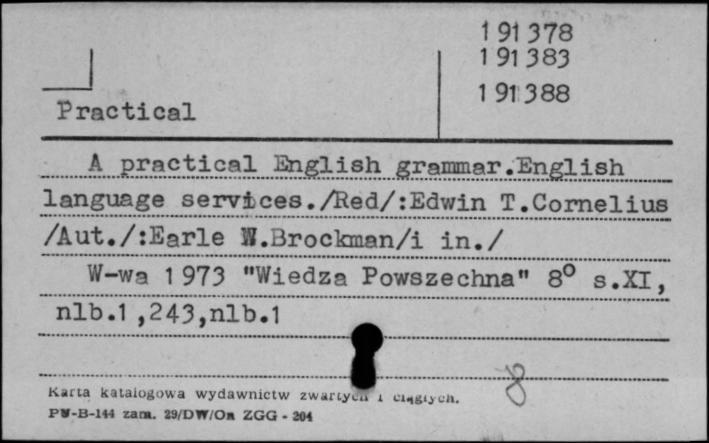 191378
191383
191388
Practical
A practical English grammar.English
language services./Red/:Edwin T.Cornelius
/Aut./:Earle W.Brockman/i in./
W-wa 1973 "Wiedza Powszechna" 8° s.XI,
nlb.1,243,nlb.1
Karta katalogowa wydawnictw zwartych i ciągłych.
PW-B-144 zam. 29/DW/On ZGG - 204